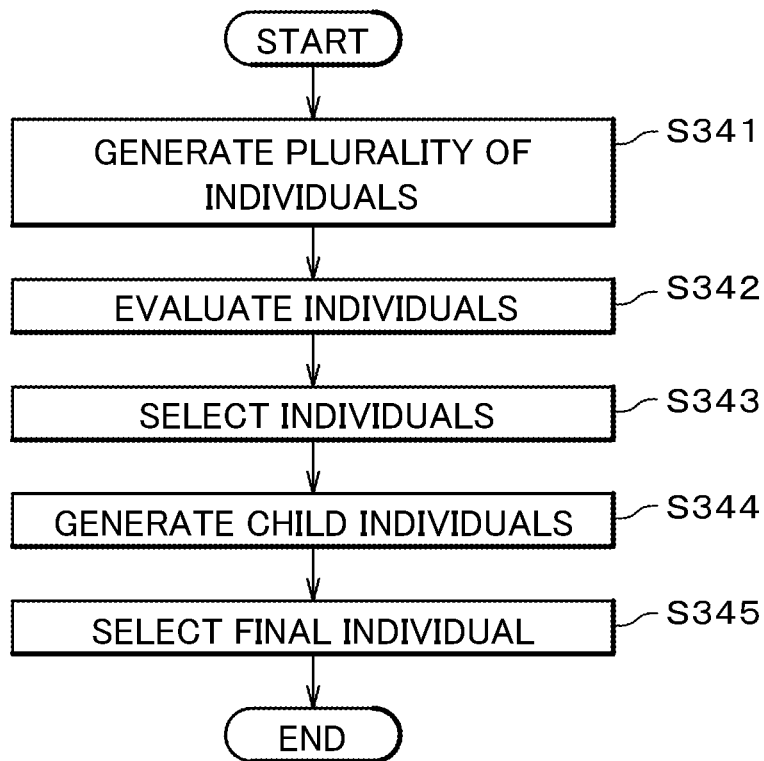 START
GENERATE PLURALITY OF
INDIVIDUALS
S341
EVALUATE INDIVIDUALS
S342
SELECT INDIVIDUALS
S343
GENERATE CHILD INDIVIDUALS
S344
SELECT FINAL INDIVIDUAL
S345
END